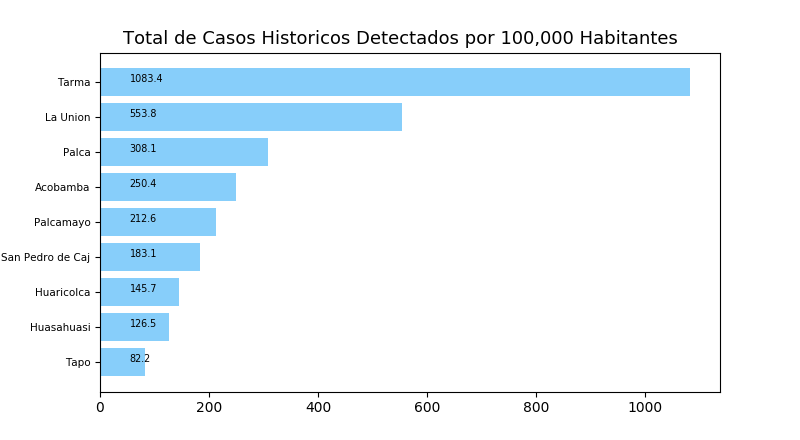 Total de Casos Historicos Detectados por 100,000 Habitantes
Tarma 1083.4
La Union 553.8
Palca 308.1
Acobamba 250.4
Palcamayo 212.6
San Pedro de Caj 183.1
Huaricolca 145.7
Huasahuasi 126.5
Tapo 82.2
0 200 400 600 800 1000